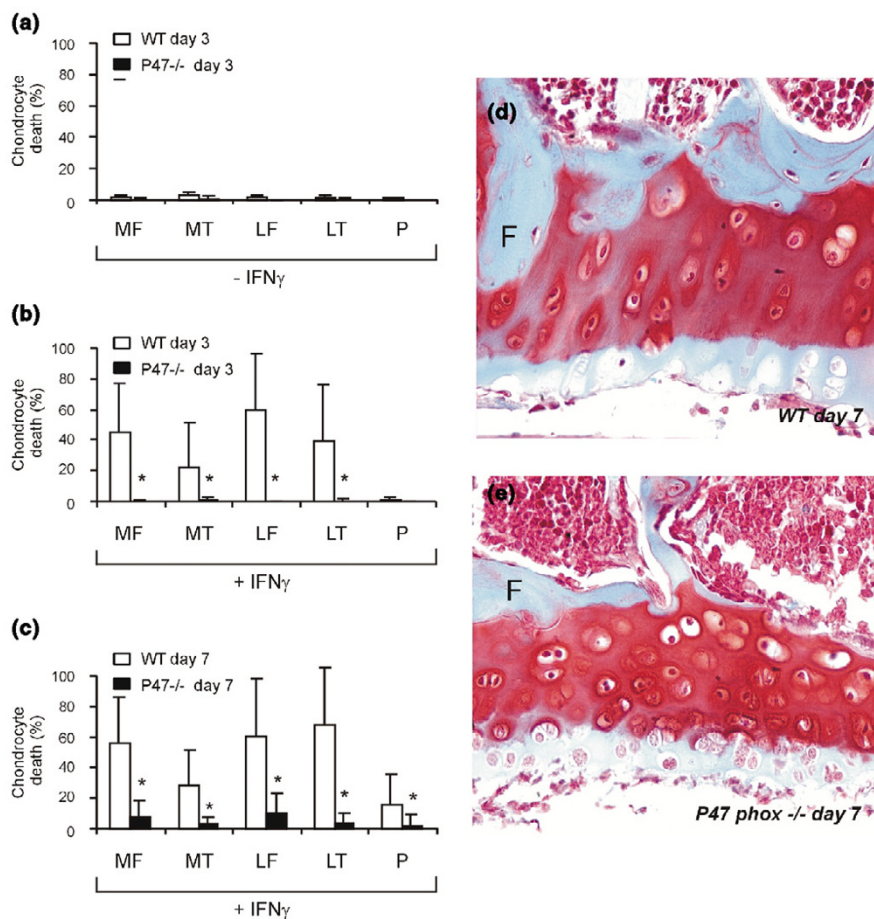 (a)
WT day 3
P47-/- day 3
Chondrocyte
death (%)
100
80
60
40
20
0
MF MT LF LT P
- IFNγ
(b)
WT day 3
P47-/- day 3
Chondrocyte
death (%)
100
80
60
40
20
0
*
*
*
*
MF MT LF LT P
+ IFNγ
(c)
WT day 7
P47-/- day 7
Chondrocyte
death (%)
100
80
60
40
20
0
*
*
*
*
*
MF MT LF LT P
+ IFNγ
(d)
F
WT day 7
(e)
F
P47 phox -/- day 7